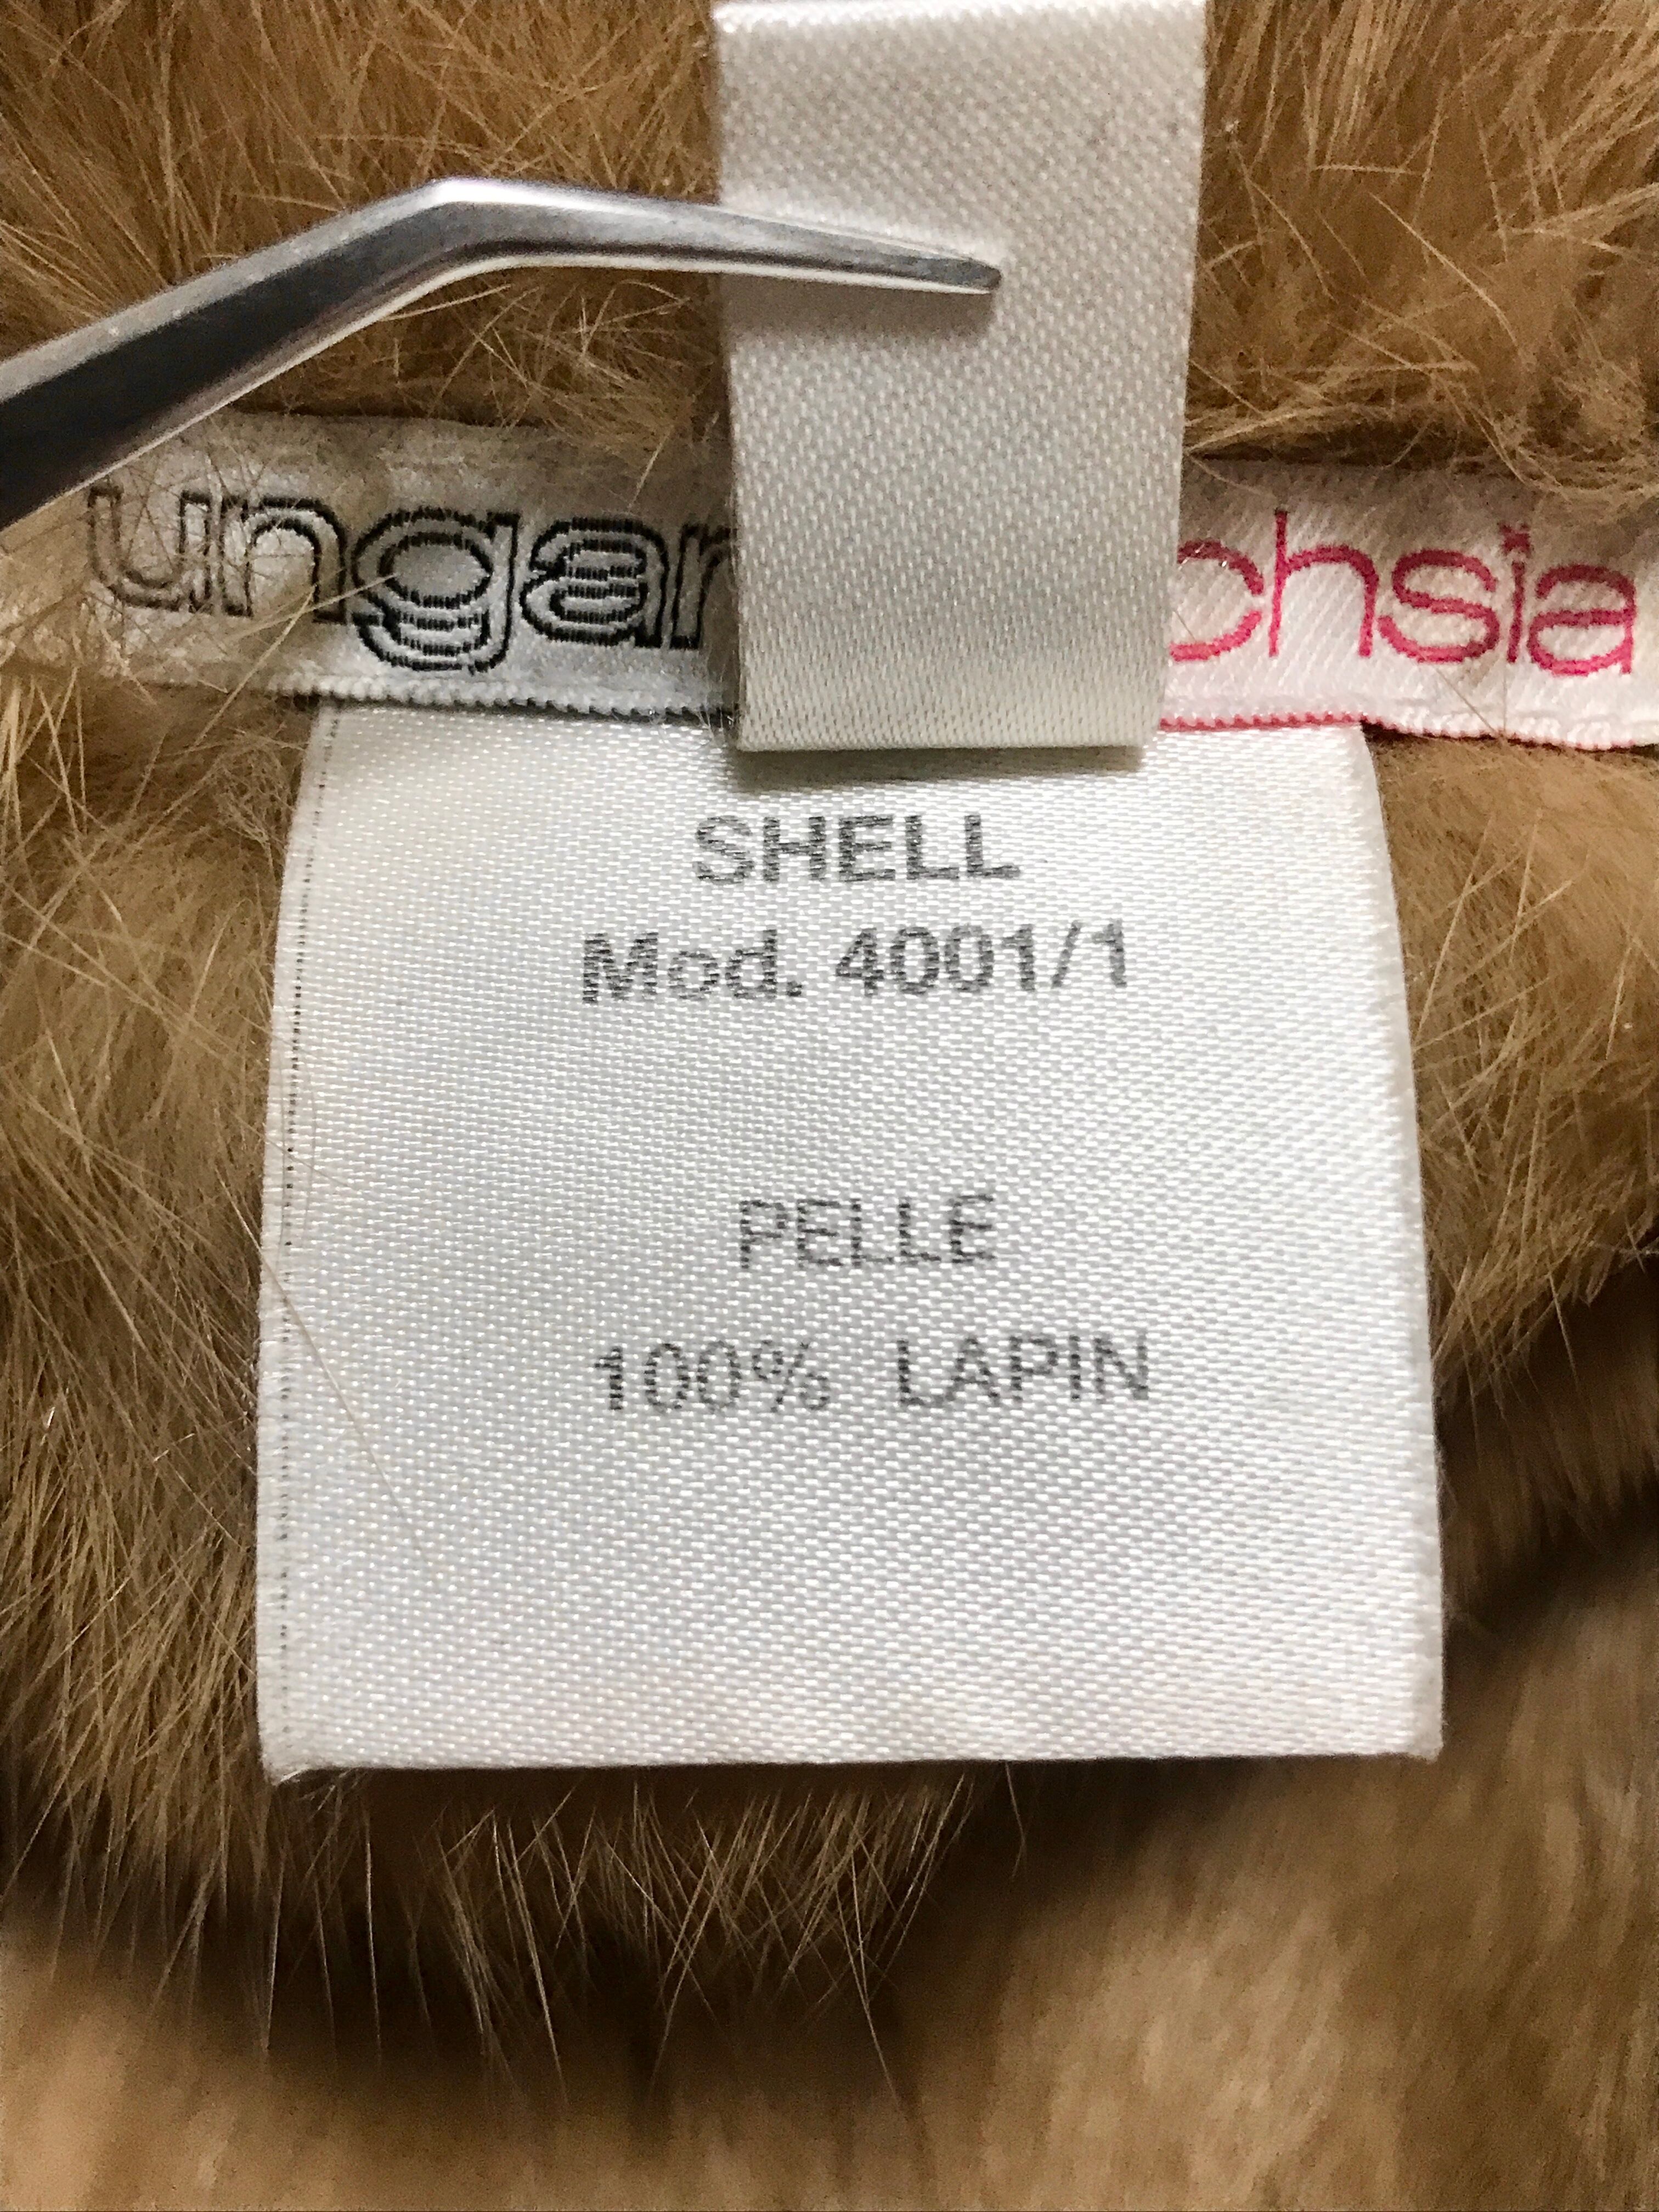 ungar chsia
SHELL
Mod. 4001/1
PELLE
100% LAPIN